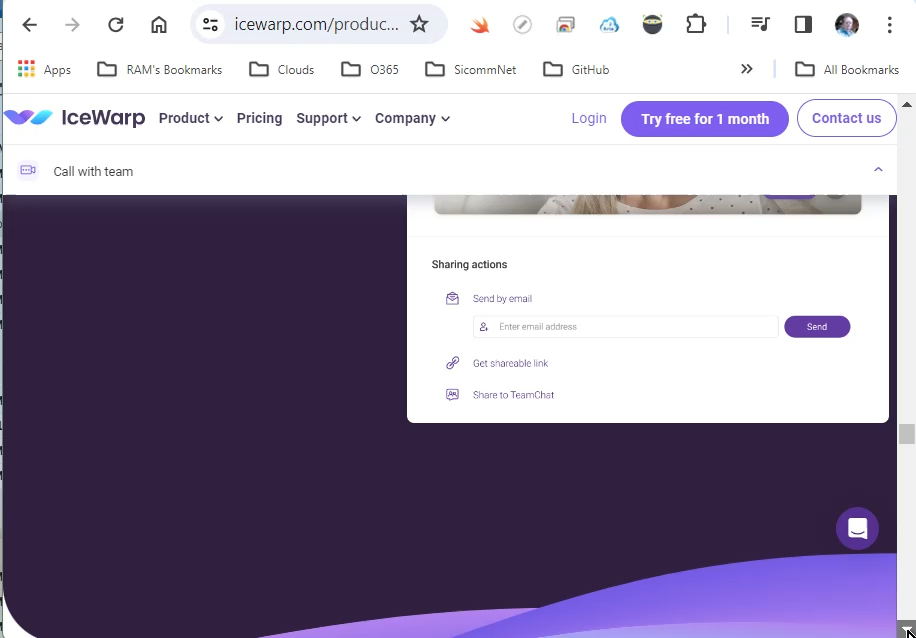 icewarp.com/produc...
Apps RAM's Bookmarks Clouds O365 SicommNet GitHub » All Bookmarks
IceWarp Product Pricing Support Company Login Try free for 1 month Contact us
Call with team
Sharing actions
Send by email
Enter email address Send
Get shareable link
Share to TeamChat